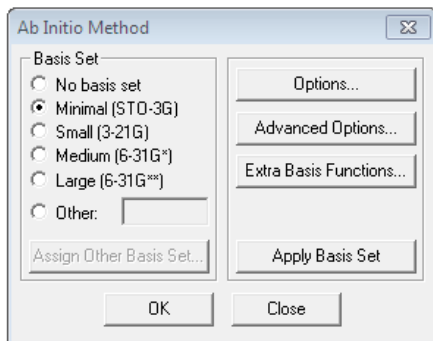 Ab Initio Method
Basis Set
No basis set
Minimal (STO-3G)
Small (3-21G)
Medium (6-31G*)
Large (6-31G**)
Other:
Assign Other Basis Set...
Options...
Advanced Options...
Extra Basis Functions...
Apply Basis Set
OK
Close